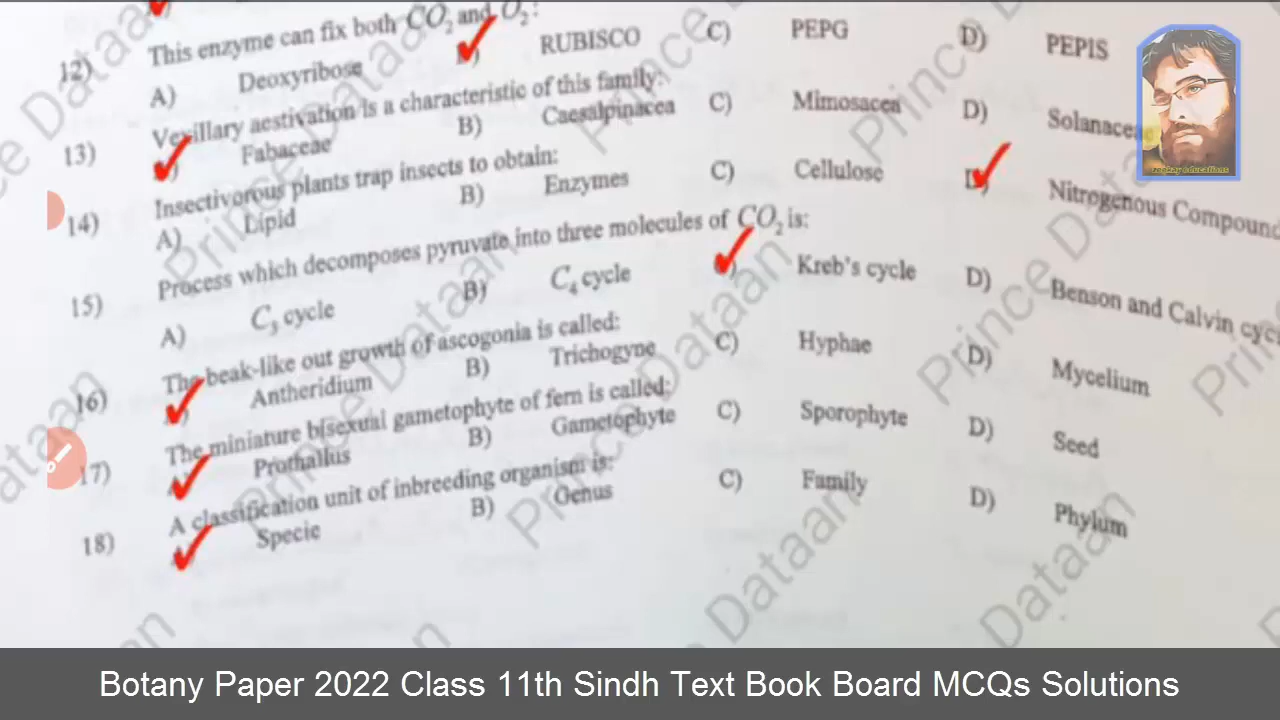 12) This enzyme can fix both CO₂ and O₂:
A) Deoxyribose RUBISCO C) PEPG D) PEPIS
13) Vexillary aestivation is a characteristic of this family:
Fabaceae B) Caesalpinacea C) Mimosacea D) Solanacea
14) Insectivorous plants trap insects to obtain:
A) Lipid B) Enzymes C) Cellulose D) Nitrogenous Compound
15) Process which decomposes pyruvate into three molecules of CO₂ is:
A) C₃ cycle B) C₄ cycle Kreb's cycle D) Benson and Calvin cyc
16) The beak-like out growth of ascogonia is called:
Antheridium B) Trichogyne C) Hyphae D) Mycelium
17) The miniature bisexual gametophyte of fern is called:
Prothallus B) Gametophyte C) Sporophyte D) Seed
18) A classification unit of inbreeding organism is:
Specie B) Genus C) Family D) Phylum
Prince Dataan
Botany Paper 2022 Class 11th Sindh Text Book Board MCQs Solutions